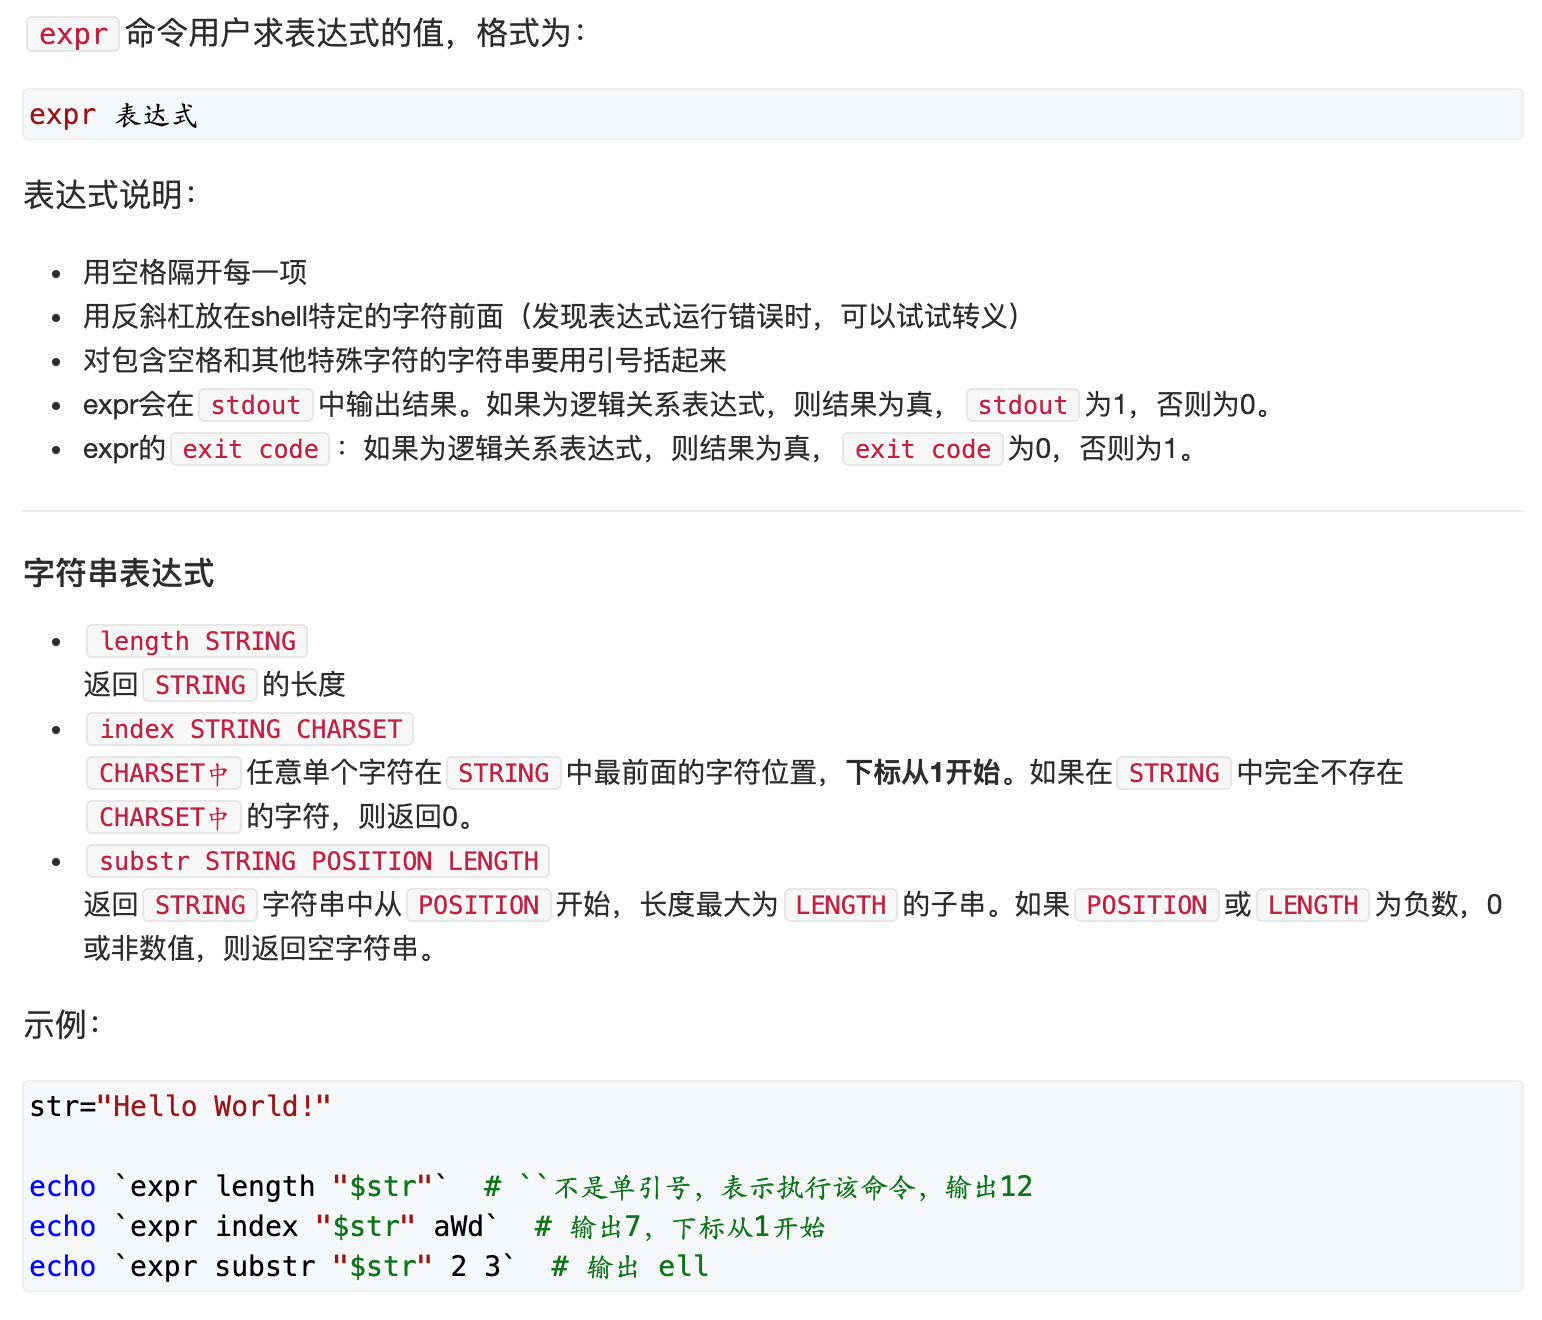 expr 命令用户求表达式的值，格式为：
expr 表达式
表达式说明：
• 用空格隔开每一项
• 用反斜杠放在shell特定的字符前面（发现表达式运行错误时，可以试试转义）
• 对包含空格和其他特殊字符的字符串要用引号括起来
• expr会在 stdout 中输出结果。如果为逻辑关系表达式，则结果为真， stdout 为1，否则为0。
• expr的 exit code ：如果为逻辑关系表达式，则结果为真， exit code 为0，否则为1。
字符串表达式
• length STRING
返回 STRING 的长度
• index STRING CHARSET
CHARSET中 任意单个字符在 STRING 中最前面的字符位置，下标从1开始。如果在 STRING 中完全不存在
CHARSET中 的字符，则返回0。
• substr STRING POSITION LENGTH
返回 STRING 字符串中从 POSITION 开始，长度最大为 LENGTH 的子串。如果 POSITION 或 LENGTH 为负数，0
或非数值，则返回空字符串。
示例：
str="Hello World!"
echo `expr length "$str"`  # ``不是单引号，表示执行该命令，输出12
echo `expr index "$str" aWd`  # 输出7，下标从1开始
echo `expr substr "$str" 2 3`  # 输出 ell